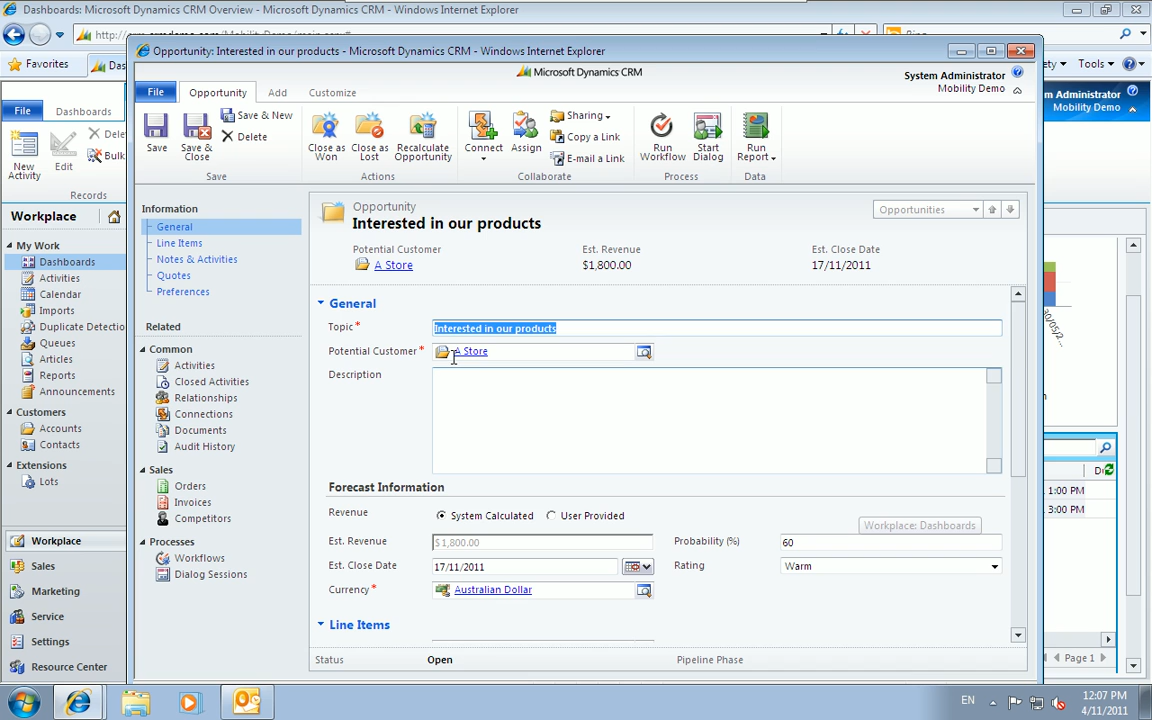 Dashboards: Microsoft Dynamics CRM Overview - Microsoft Dynamics CRM - Windows Internet Explorer
Favorites
Tools
Opportunity: Interested in our products - Microsoft Dynamics CRM - Windows Internet Explorer
Microsoft Dynamics CRM
System Administrator
Mobility Demo
File
Opportunity
Add
Customize
Save
Save & Close
Save & New
Delete
Close as Won
Close as Lost
Recalculate Opportunity
Connect
Assign
Sharing
Copy a Link
E-mail a Link
Run Workflow
Start Dialog
Run Report
Save
Actions
Collaborate
Process
Data
Information
General
Line Items
Notes & Activities
Quotes
Preferences
Related
Common
Activities
Closed Activities
Relationships
Connections
Documents
Audit History
Sales
Orders
Invoices
Competitors
Processes
Workflows
Dialog Sessions
Opportunity
Interested in our products
Opportunities
Potential Customer
Est. Revenue
Est. Close Date
A Store
$1,800.00
17/11/2011
General
Topic*
Interested in our products
Potential Customer*
A Store
Description
Forecast Information
Revenue
System Calculated
User Provided
Workplace: Dashboards
Est. Revenue
$1,800.00
Probability (%)
60
Est. Close Date
17/11/2011
Rating
Warm
Currency*
Australian Dollar
Line Items
Status
Open
Pipeline Phase
File
Dashboards
New Activity
Edit
Records
Workplace
My Work
Dashboards
Activities
Calendar
Imports
Queues
Articles
Reports
Announcements
Customers
Accounts
Contacts
Extensions
Lots
Workplace
Sales
Marketing
Service
Settings
Resource Center
Mobility Demo
1:00 PM
3:00 PM
Page 1
EN
12:07 PM
4/11/2011